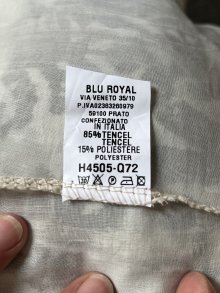 BLU ROYAL
VIA VENETO 35/10
P.IVA02363260979
59100 PRATO
CONFEZIONATO
IN ITALIA
85%TENCEL
TENCEL
15% POLIESTERE
POLYESTER
H4505-Q72